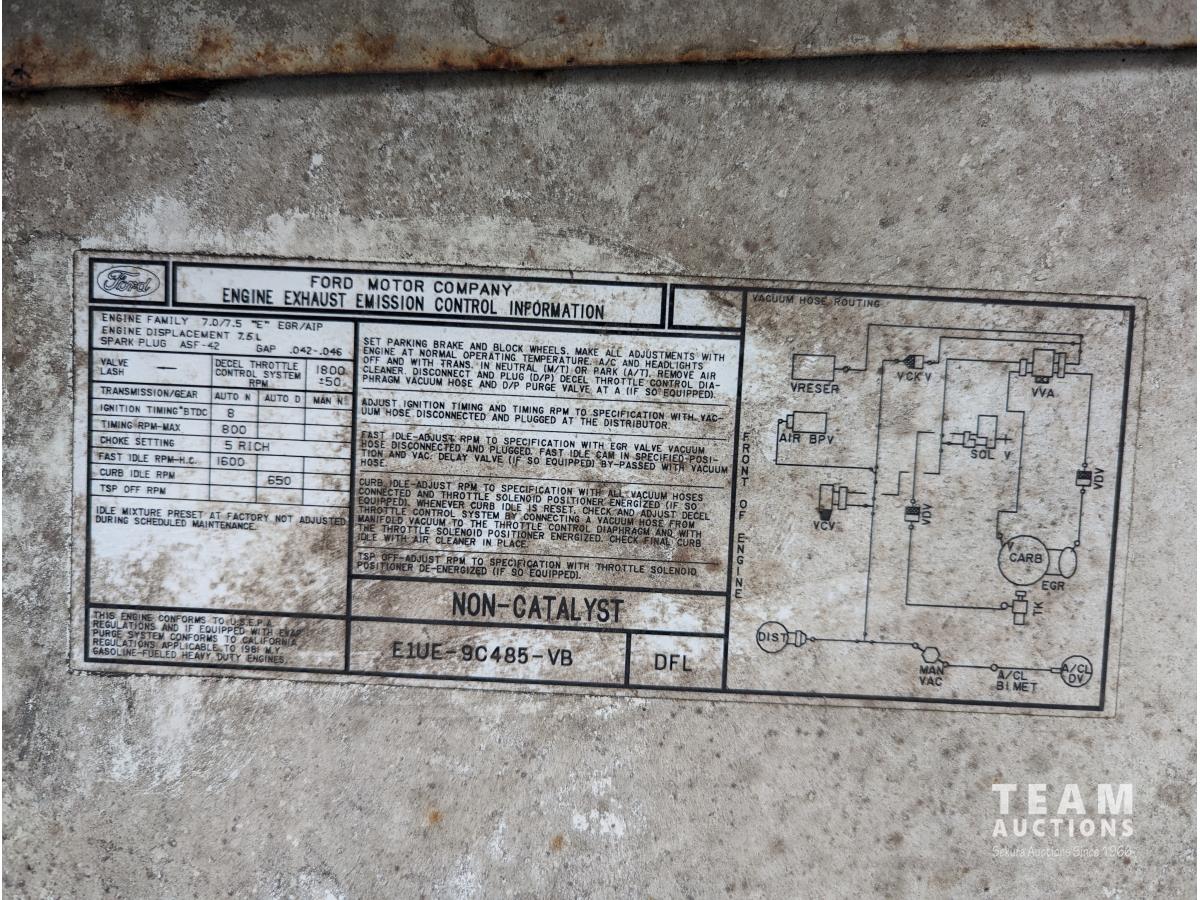 Ford
FORD MOTOR COMPANY
ENGINE EXHAUST EMISSION CONTROL INFORMATION
ENGINE FAMILY 7.0/7.5 "E" EGR/AIP
ENGINE DISPLACEMENT 7.5L
SPARK PLUG ASF-42 GAP .042-.046
VALVE LASH — DECEL THROTTLE CONTROL SYSTEM RPM 1800 ±50
TRANSMISSION/GEAR AUTO N AUTO D MAN N
IGNITION TIMING °BTDC 8
TIMING RPM-MAX 800
CHOKE SETTING 5 RICH
FAST IDLE RPM-H.C. 1600
CURB IDLE RPM 650
TSP OFF RPM
IDLE MIXTURE PRESET AT FACTORY NOT ADJUSTED
DURING SCHEDULED MAINTENANCE.
THIS ENGINE CONFORMS TO U.S.E.P.A.
REGULATIONS AND IF EQUIPPED WITH EVAP
PURGE SYSTEM CONFORMS TO CALIFORNIA
REGULATIONS APPLICABLE TO 1981 M.Y.
GASOLINE-FUELED HEAVY DUTY ENGINES.
SET PARKING BRAKE AND BLOCK WHEELS. MAKE ALL ADJUSTMENTS WITH
ENGINE AT NORMAL OPERATING TEMPERATURE, A/C AND HEADLIGHTS
OFF AND WITH TRANS. IN NEUTRAL (M/T) OR PARK (A/T). REMOVE AIR
CLEANER. DISCONNECT AND PLUG (D/P) DECEL THROTTLE CONTROL DIA-
PHRAGM VACUUM HOSE AND D/P PURGE VALVE AT A (IF SO EQUIPPED).
ADJUST IGNITION TIMING AND TIMING RPM TO SPECIFICATION WITH VAC-
UUM HOSE DISCONNECTED AND PLUGGED AT THE DISTRIBUTOR.
FAST IDLE-ADJUST RPM TO SPECIFICATION WITH EGR VALVE VACUUM
HOSE DISCONNECTED AND PLUGGED. FAST IDLE CAM IN SPECIFIED-POSI-
TION AND VAC. DELAY VALVE (IF SO EQUIPPED) BY-PASSED WITH VACUUM
HOSE.
CURB IDLE-ADJUST RPM TO SPECIFICATION WITH ALL VACUUM HOSES
CONNECTED AND THROTTLE SOLENOID POSITIONER ENERGIZED (IF SO
EQUIPPED). WHENEVER CURB IDLE IS RESET, CHECK AND ADJUST DECEL
THROTTLE CONTROL SYSTEM BY CONNECTING A VACUUM HOSE FROM
MANIFOLD VACUUM TO THE THROTTLE CONTROL DIAPHRAGM AND WITH
THE THROTTLE SOLENOID POSITIONER ENERGIZED. CHECK FINAL CURB
IDLE WITH AIR CLEANER IN PLACE.
TSP OFF-ADJUST RPM TO SPECIFICATION WITH THROTTLE SOLENOID
POSITIONER DE-ENERGIZED (IF SO EQUIPPED).
NON-CATALYST
E1UE-9C485-VB DFL
VACUUM HOSE ROUTING
FRONT OF ENGINE
VRESER
VCK V
VVA
AIR BPV
SOL V
VDV
VCV
VDV
V
CARB
EGR
TK
DIST
MAN
VAC
A/CL
BI MET
A/CL
DV
TEAM
AUCTIONS
Sekura Auctions Since 1966